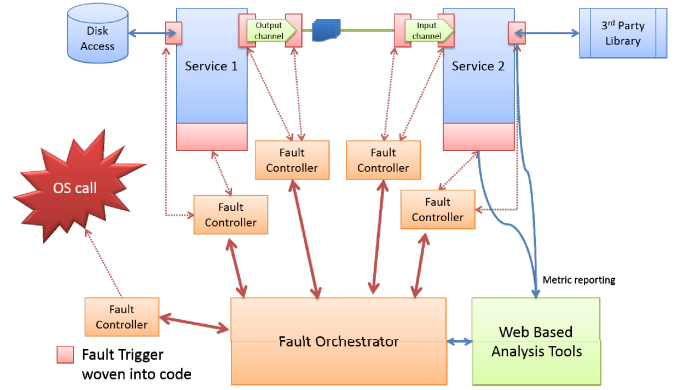 Disk
Access
Service 1
Output
channel
Input
channel
Service 2
3rd Party
Library
OS call
Fault
Controller
Fault
Controller
Fault
Controller
Fault
Controller
Fault
Controller
Metric reporting
Fault Orchestrator
Web Based
Analysis Tools
Fault Trigger
woven into code